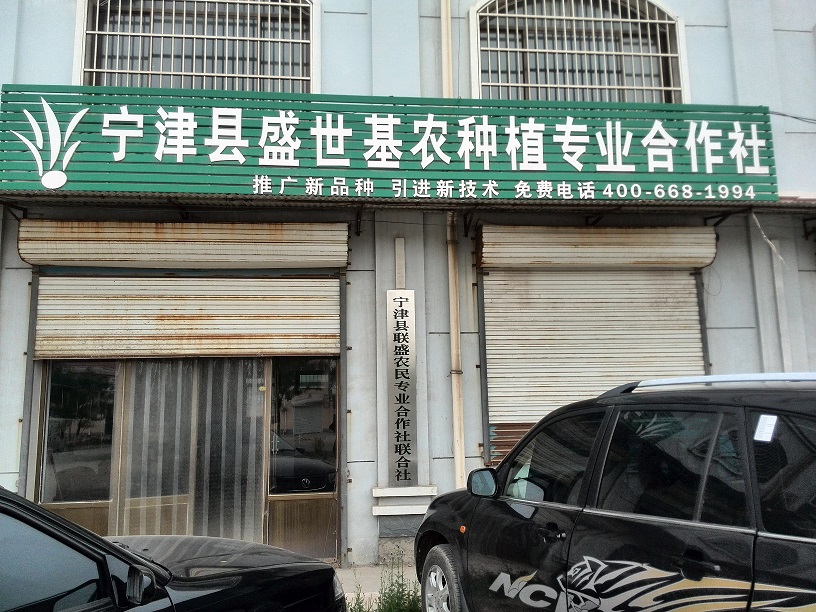 宁津县盛世基农种植专业合作社
推广新品种 引进新技术 免费电话 400-668-1994
宁津县联盛农民专业合作社联合社
NC